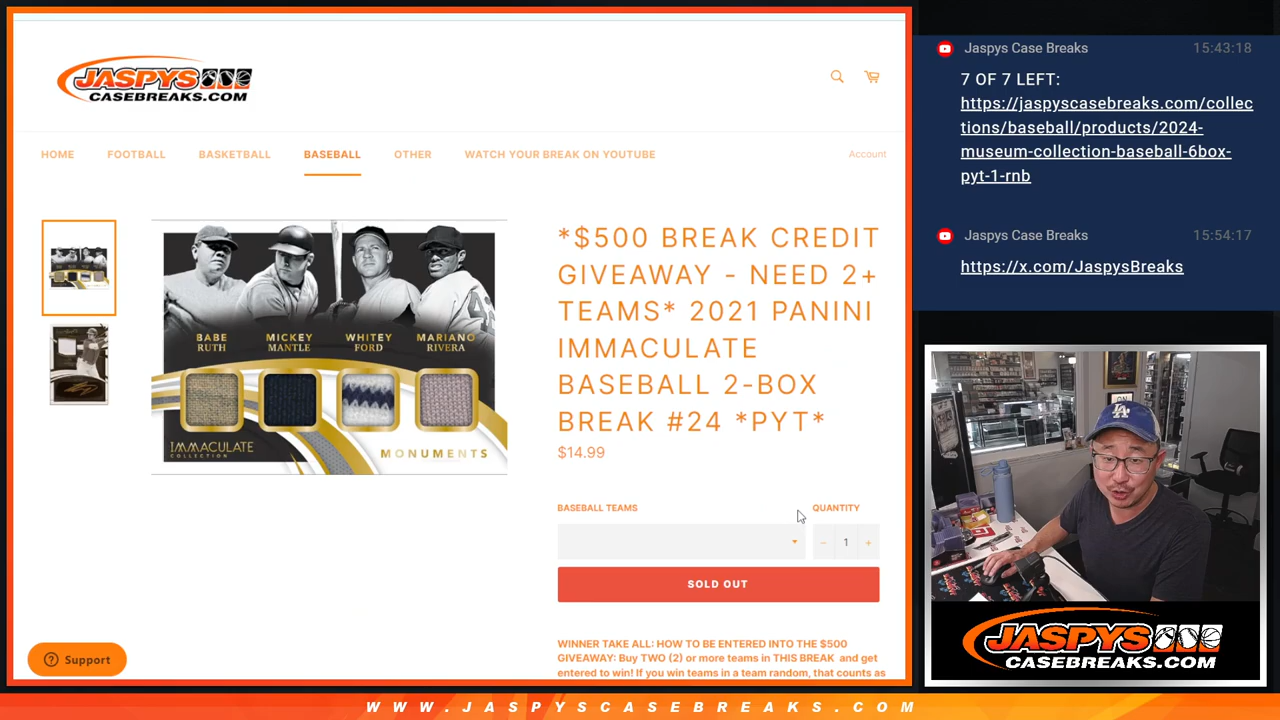 JASPYS
CASEBREAKS.COM
HOME
FOOTBALL
BASKETBALL
BASEBALL
OTHER
WATCH YOUR BREAK ON YOUTUBE
Account
BABE
RUTH
MICKEY
MANTLE
WHITEY
FORD
MARIANO
RIVERA
IMMACULATE
COLLECTION
MONUMENTS
*$500 BREAK CREDIT
GIVEAWAY - NEED 2+
TEAMS* 2021 PANINI
IMMACULATE
BASEBALL 2-BOX
BREAK #24 *PYT*
$14.99
BASEBALL TEAMS
QUANTITY
− 1 +
SOLD OUT
WINNER TAKE ALL: HOW TO BE ENTERED INTO THE $500
GIVEAWAY: Buy TWO (2) or more teams in THIS BREAK and get
entered to win! If you win teams in a team random, that counts as
Support
Jaspys Case Breaks 15:43:18
7 OF 7 LEFT:
https://jaspyscasebreaks.com/collec
tions/baseball/products/2024-
museum-collection-baseball-6box-
pyt-1-rnb
Jaspys Case Breaks 15:54:17
https://x.com/JaspysBreaks
LA
JASPYS
CASEBREAKS.COM
WWW.JASPYSCASEBREAKS.COM